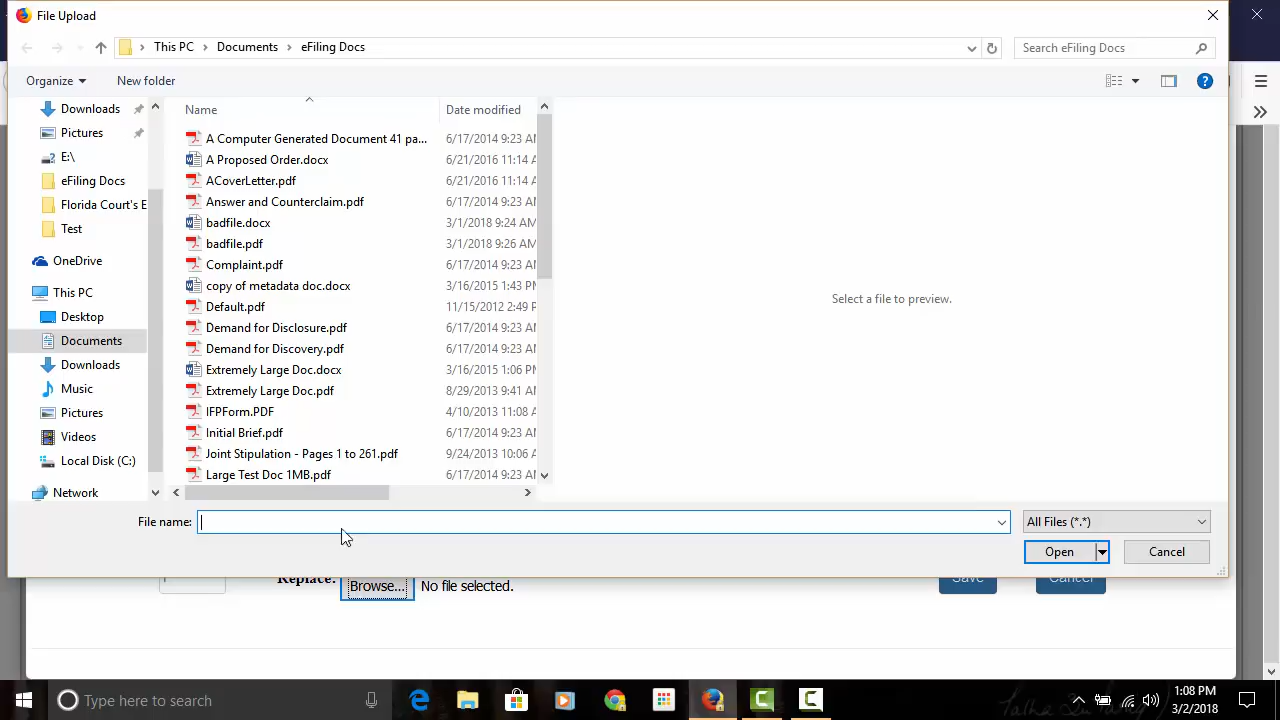 File Upload
This PC
Documents
eFiling Docs
Search eFiling Docs
Organize
New folder
?
Downloads
Pictures
E:\
eFiling Docs
Florida Court's E
Test
OneDrive
This PC
Desktop
Documents
Downloads
Music
Pictures
Videos
Local Disk (C:)
Network
Name
Date modified
A Computer Generated Document 41 pa... 6/17/2014 9:23 AM
A Proposed Order.docx 6/21/2016 11:14 A
ACoverLetter.pdf 6/21/2016 11:14 A
Answer and Counterclaim.pdf 6/17/2014 9:23 AM
badfile.docx 3/1/2018 9:24 AM
badfile.pdf 3/1/2018 9:26 AM
Complaint.pdf 6/17/2014 9:23 AM
copy of metadata doc.docx 3/16/2015 1:43 P
Default.pdf 11/15/2012 2:49 P
Demand for Disclosure.pdf 6/17/2014 9:23 AM
Demand for Discovery.pdf 6/17/2014 9:23 AM
Extremely Large Doc.docx 3/16/2015 1:06 P
Extremely Large Doc.pdf 8/29/2013 9:41 A
IFPForm.PDF 4/10/2013 11:08 A
Initial Brief.pdf 6/17/2014 9:23 AM
Joint Stipulation - Pages 1 to 261.pdf 9/24/2013 10:06 A
Large Test Doc 1MB.pdf 6/17/2014 9:23 AM
Select a file to preview.
File name:
All Files (*.*)
Open
Cancel
Replace:
Browse...
No file selected.
Save
Cancel
Type here to search
1:08 PM
3/2/2018